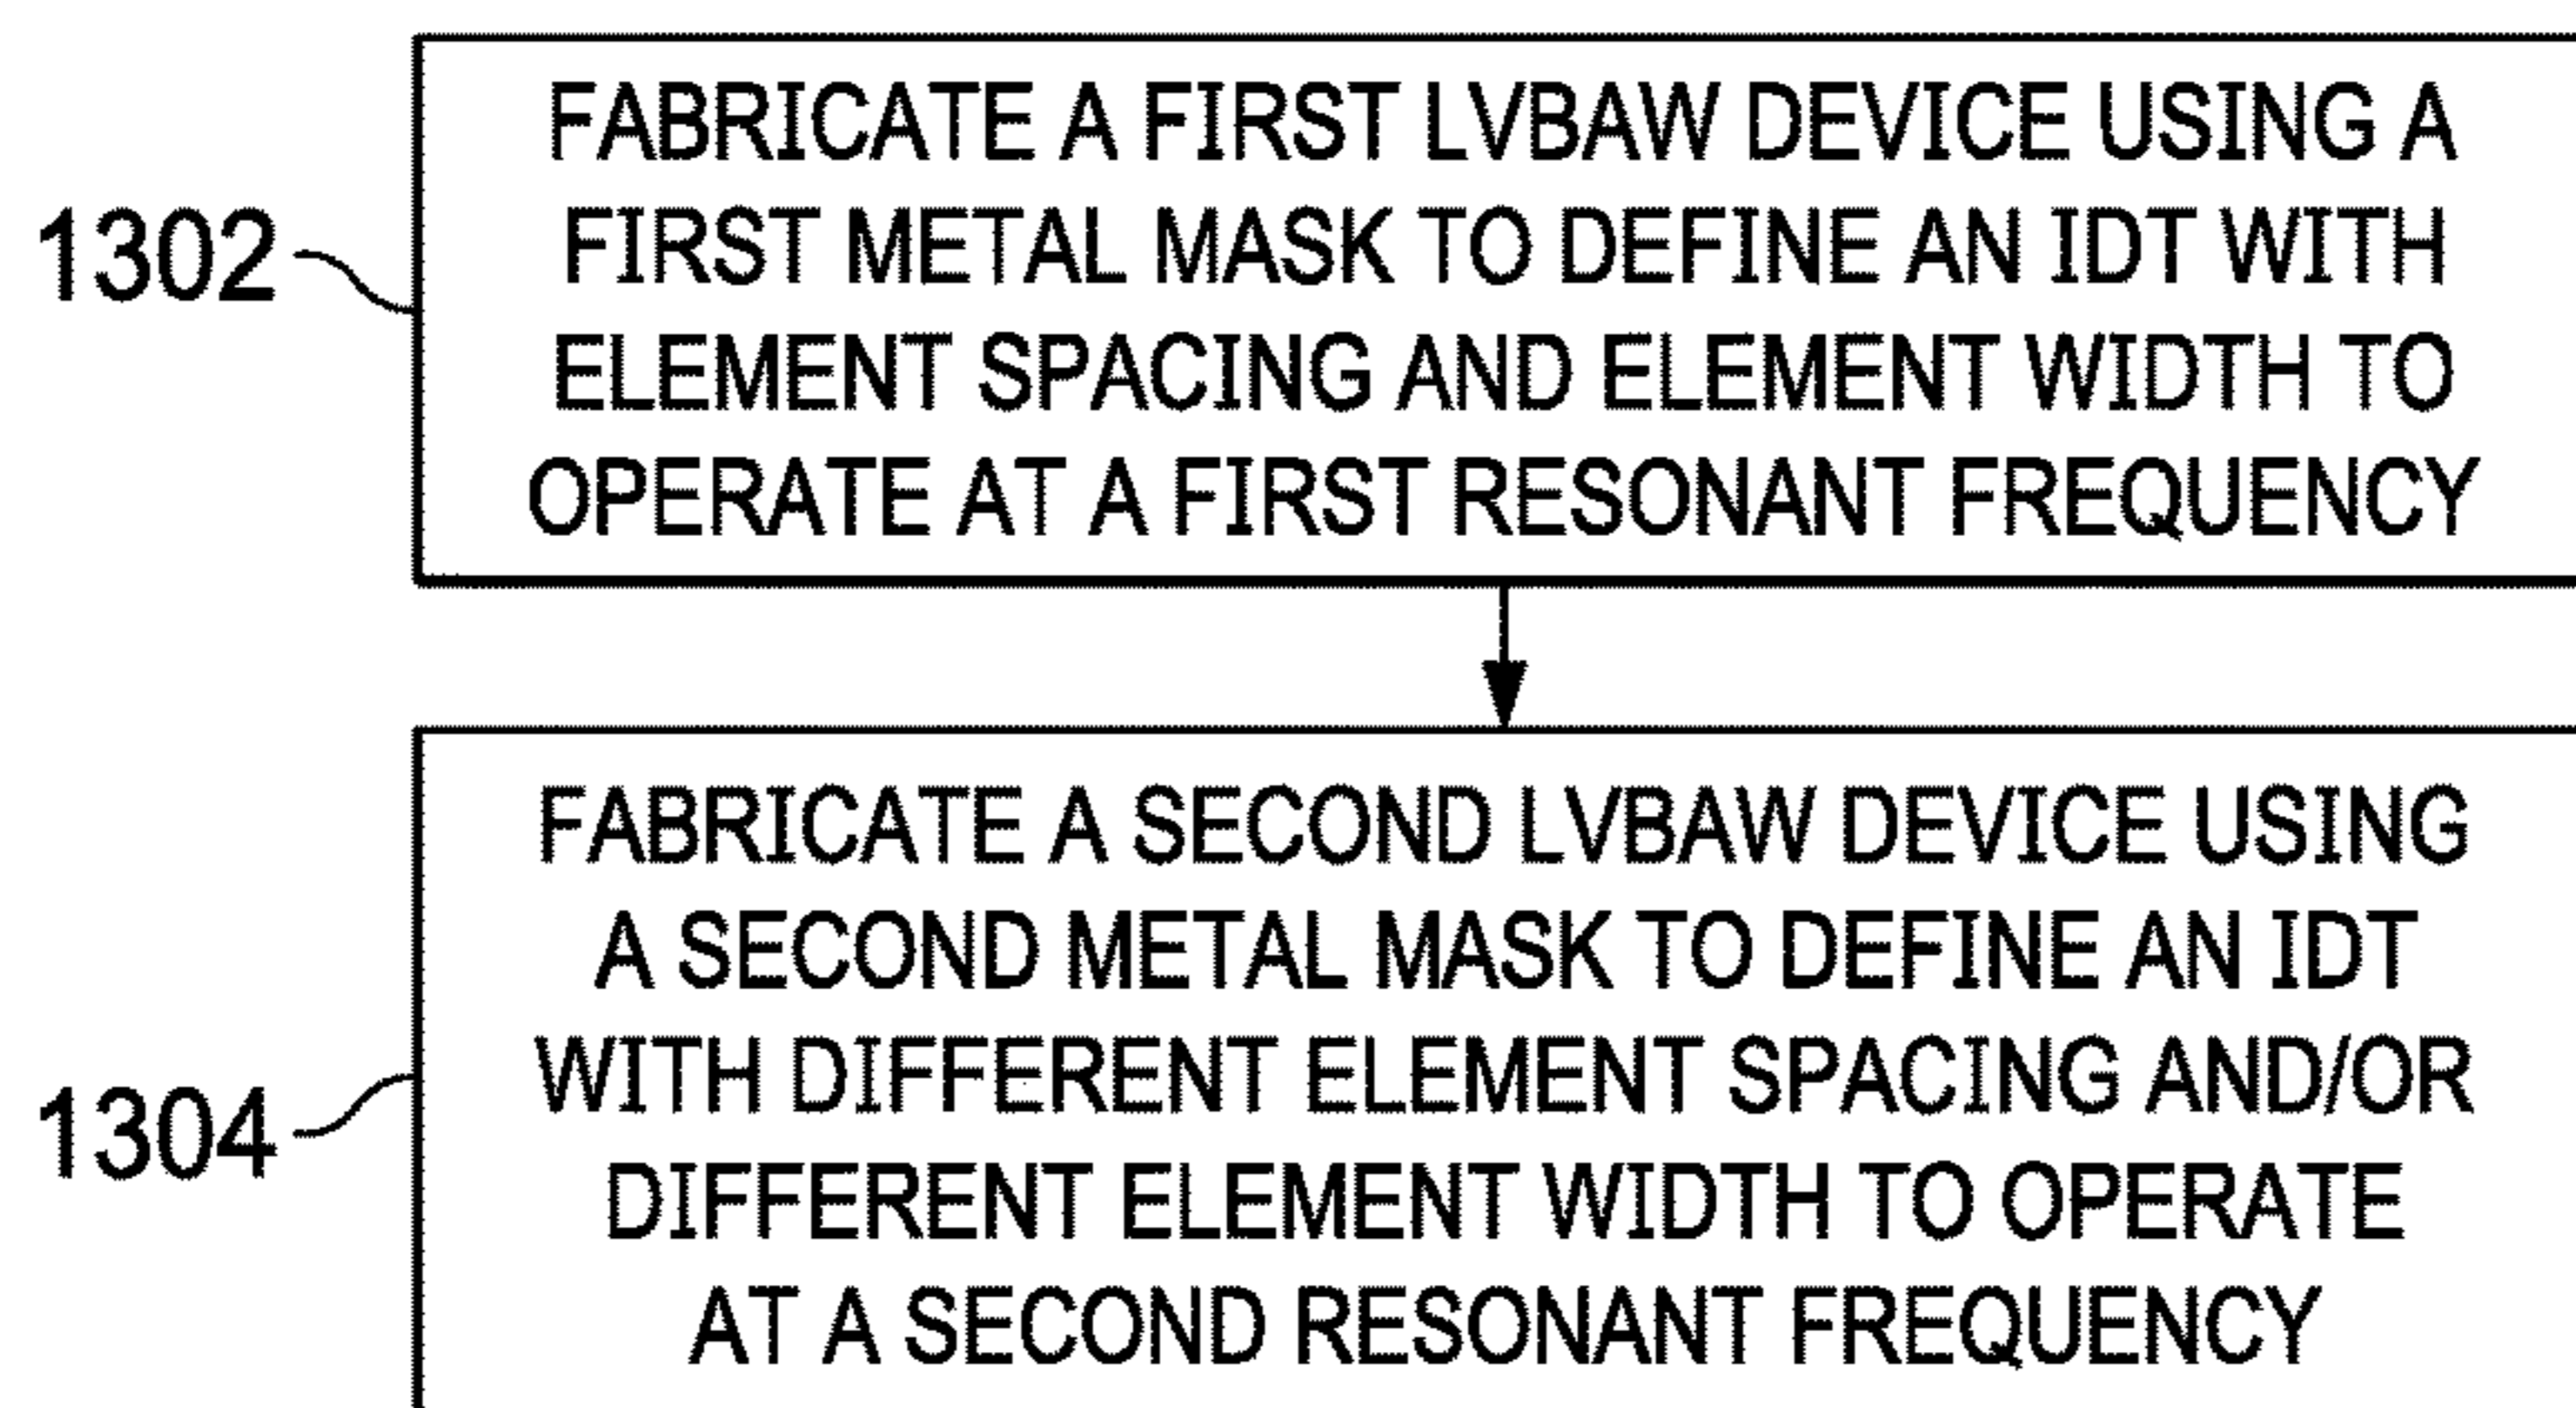 1302
FABRICATE A FIRST LVBAW DEVICE USING A
FIRST METAL MASK TO DEFINE AN IDT WITH
ELEMENT SPACING AND ELEMENT WIDTH TO
OPERATE AT A FIRST RESONANT FREQUENCY
1304
FABRICATE A SECOND LVBAW DEVICE USING
A SECOND METAL MASK TO DEFINE AN IDT
WITH DIFFERENT ELEMENT SPACING AND/OR
DIFFERENT ELEMENT WIDTH TO OPERATE
AT A SECOND RESONANT FREQUENCY